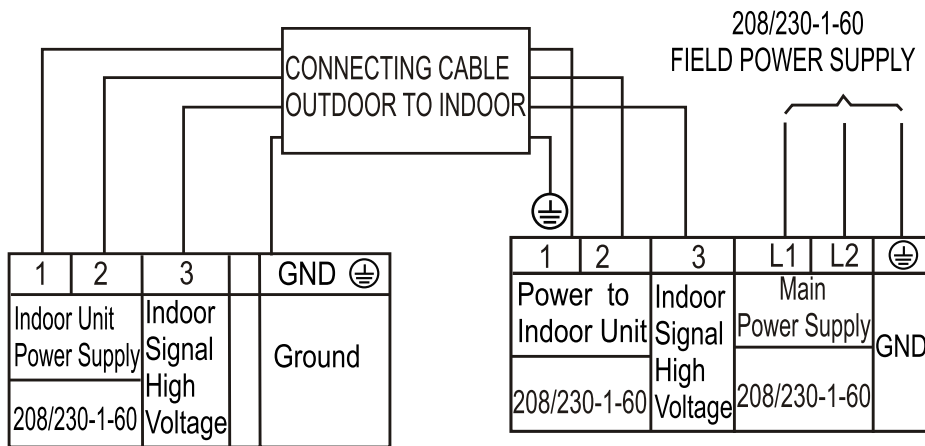 208/230-1-60
FIELD POWER SUPPLY
CONNECTING CABLE
OUTDOOR TO INDOOR
1 2 3 GND
Indoor Unit
Power Supply
208/230-1-60
Indoor
Signal
High
Voltage
Ground
1 2 3 L1 L2
Power to
Indoor Unit
208/230-1-60
Indoor
Signal
High
Voltage
Main
Power Supply
208/230-1-60
GND